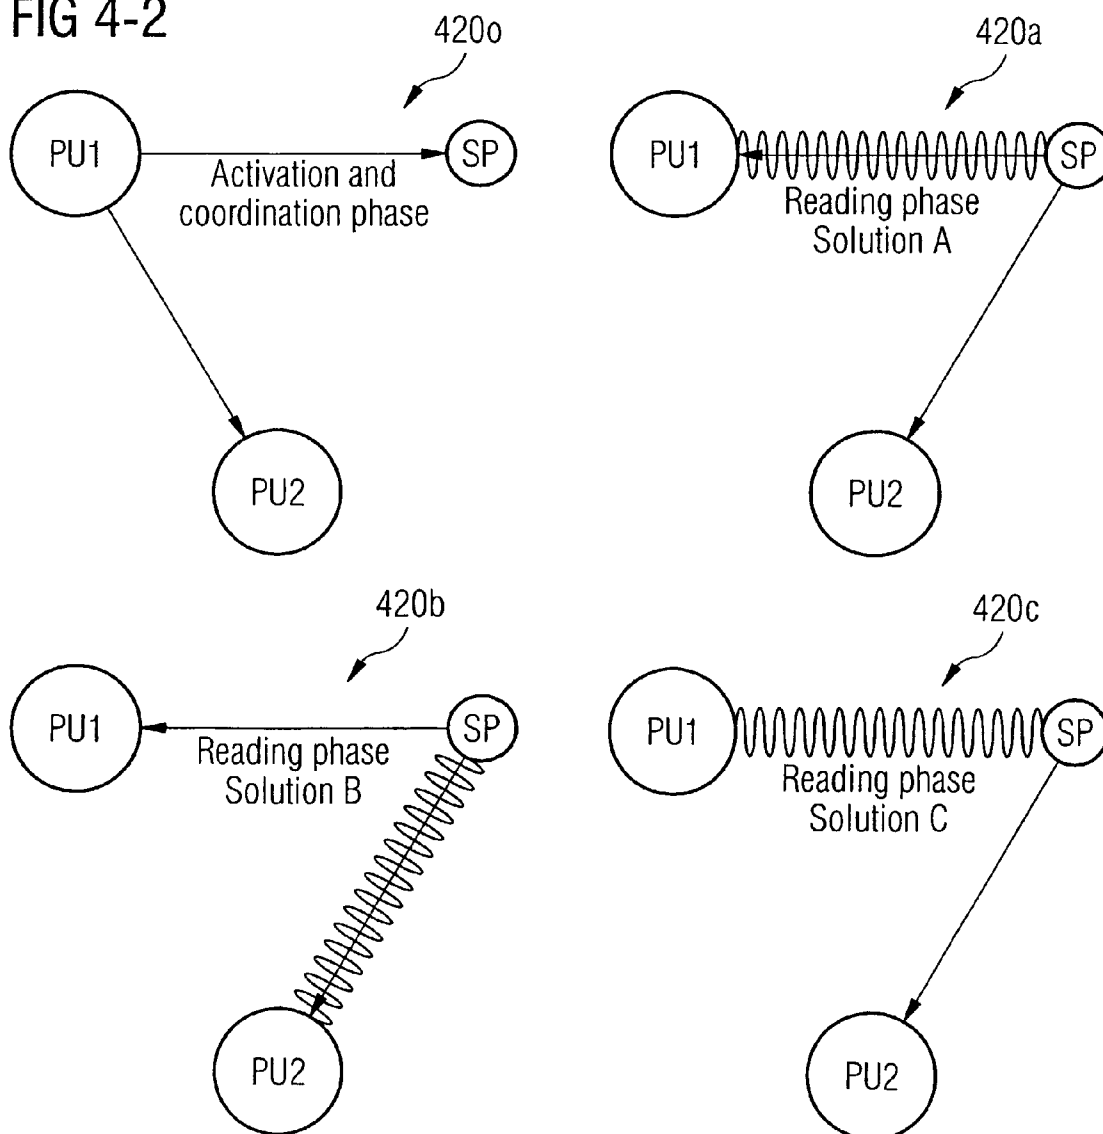 FIG 4-2
420o
PU1
SP
Activation and
coordination phase
PU2
420a
PU1
SP
Reading phase
Solution A
PU2
420b
PU1
SP
Reading phase
Solution B
PU2
420c
PU1
SP
Reading phase
Solution C
PU2